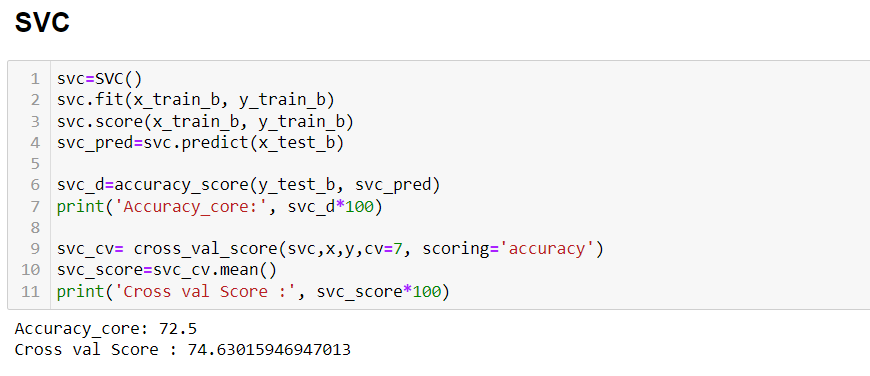 SVC
1 svc=SVC()
2 svc.fit(x_train_b, y_train_b)
3 svc.score(x_train_b, y_train_b)
4 svc_pred=svc.predict(x_test_b)
5
6 svc_d=accuracy_score(y_test_b, svc_pred)
7 print('Accuracy_core:', svc_d*100)
8
9 svc_cv= cross_val_score(svc,x,y,cv=7, scoring='accuracy')
10 svc_score=svc_cv.mean()
11 print('Cross val Score :', svc_score*100)
Accuracy_core: 72.5
Cross val Score : 74.63015946947013